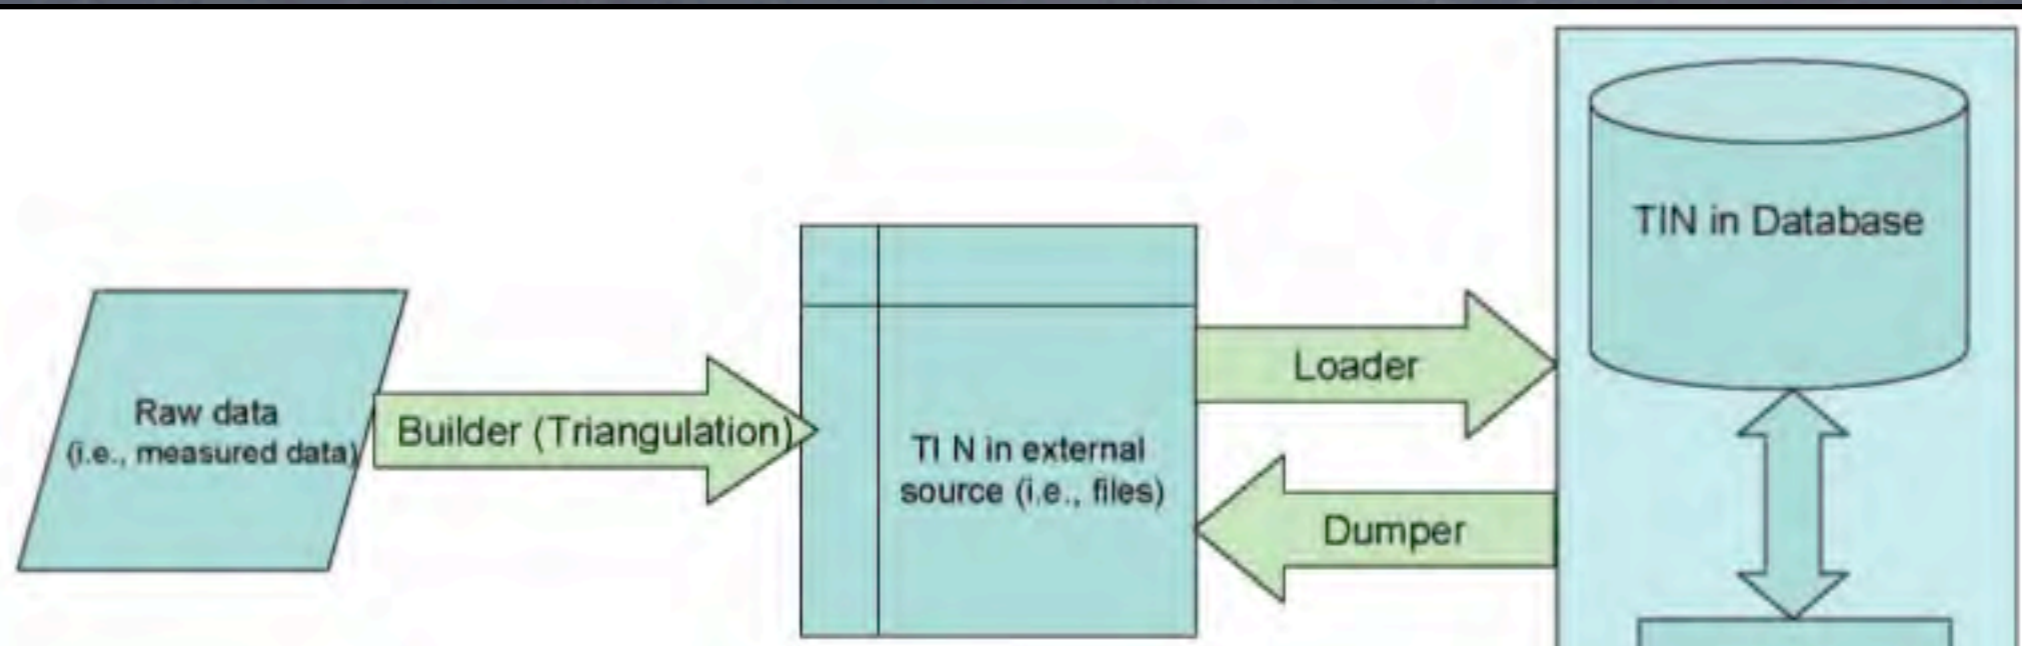 TIN in Database
Raw data
(i.e., measured data)
Builder (Triangulation)
TI N in external
source (i.e., files)
Loader
Dumper